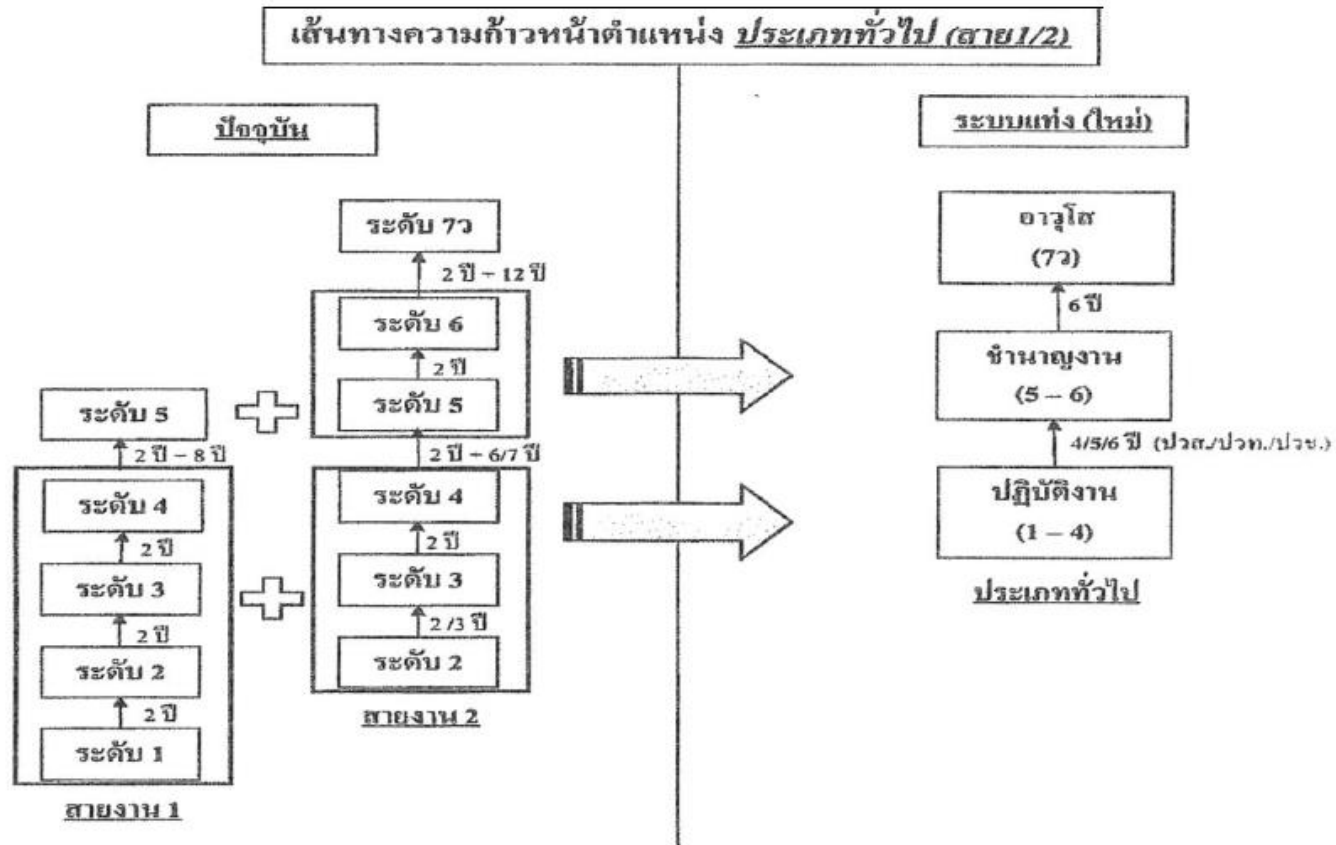 เส้นทางความก้าวหน้าตำแหน่ง ประเภททั่วไป (สาย1/2)
ปัจจุบัน
ระดับ 5
2 ปี – 8 ปี
ระดับ 4
2 ปี
ระดับ 3
2 ปี
ระดับ 2
2 ปี
ระดับ 1
สายงาน 1
ระดับ 7ว
2 ปี – 12 ปี
ระดับ 6
2 ปี
ระดับ 5
2 ปี – 6/7 ปี
ระดับ 4
2 ปี
ระดับ 3
2 /3 ปี
ระดับ 2
สายงาน 2
ระบบแท่ง (ใหม่)
อาวุโส
(7ว)
6 ปี
ชำนาญงาน
(5 – 6)
4/5/6 ปี (ปวส./ปวท./ปวช.)
ปฏิบัติงาน
(1 – 4)
ประเภททั่วไป